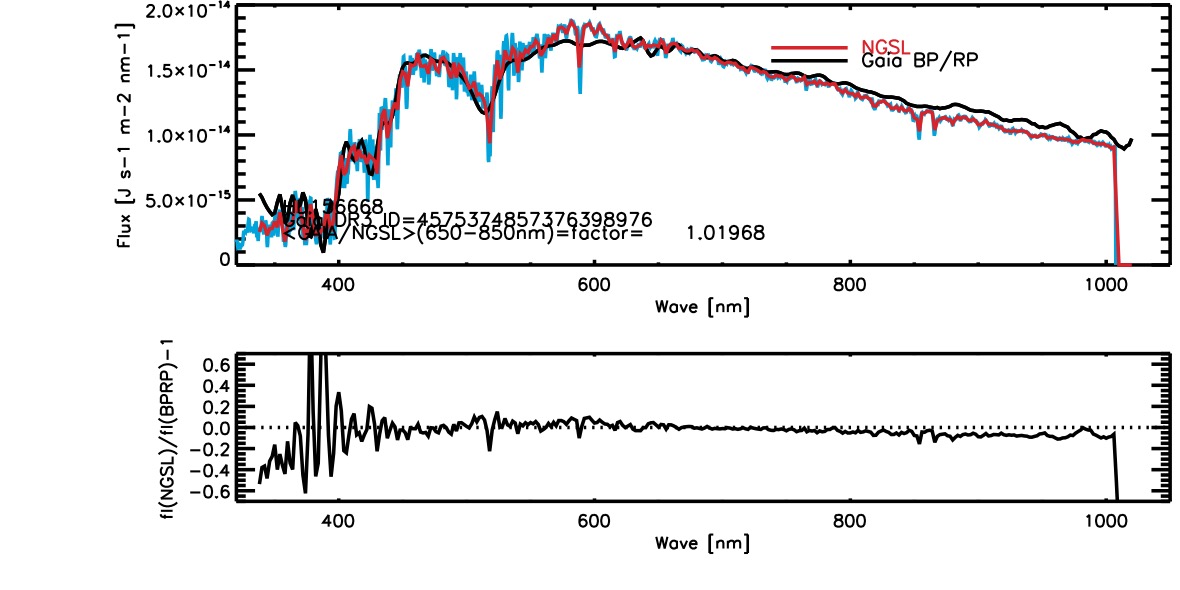 2.0×10⁻¹⁴
1.5×10⁻¹⁴
1.0×10⁻¹⁴
5.0×10⁻¹⁵
0
Flux [J s−1 m−2 nm−1]
NGSL
Gaia BP/RP
Gaia DR3 ID=4575374857376398976
<GAIA/NGSL>(650−850nm)=factor= 1.01968
400 600 800 1000
Wave [nm]
fl(NGSL)/fl(BPRP)−1
0.6
0.4
0.2
0.0
−0.2
−0.4
−0.6
400 600 800 1000
Wave [nm]